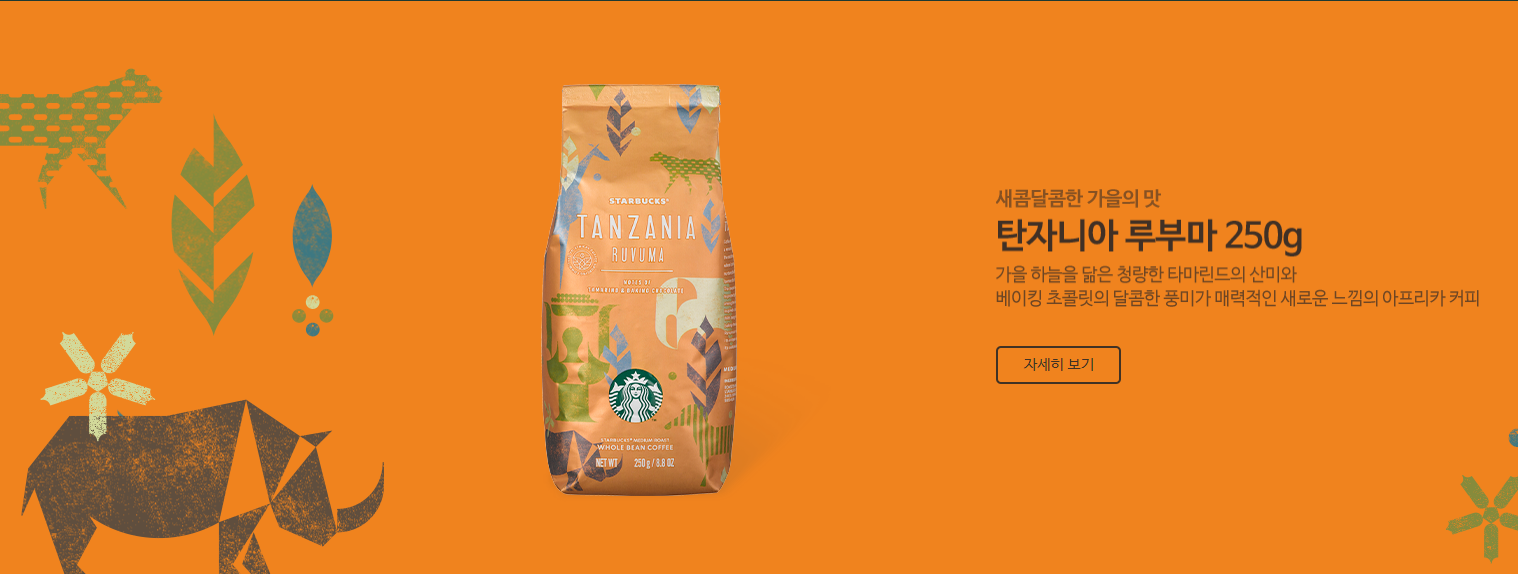 STARBUCKS®
TANZANIA
RUVUMA
NOTES OF
TAMARIND & BAKING CHOCOLATE
STARBUCKS® MEDIUM ROAST
WHOLE BEAN COFFEE
NET WT 250 g / 8.8 OZ
새콤달콤한 가을의 맛
탄자니아 루부마 250g
가을 하늘을 닮은 청량한 타마린드의 산미와
베이킹 초콜릿의 달콤한 풍미가 매력적인 새로운 느낌의 아프리카 커피
자세히 보기